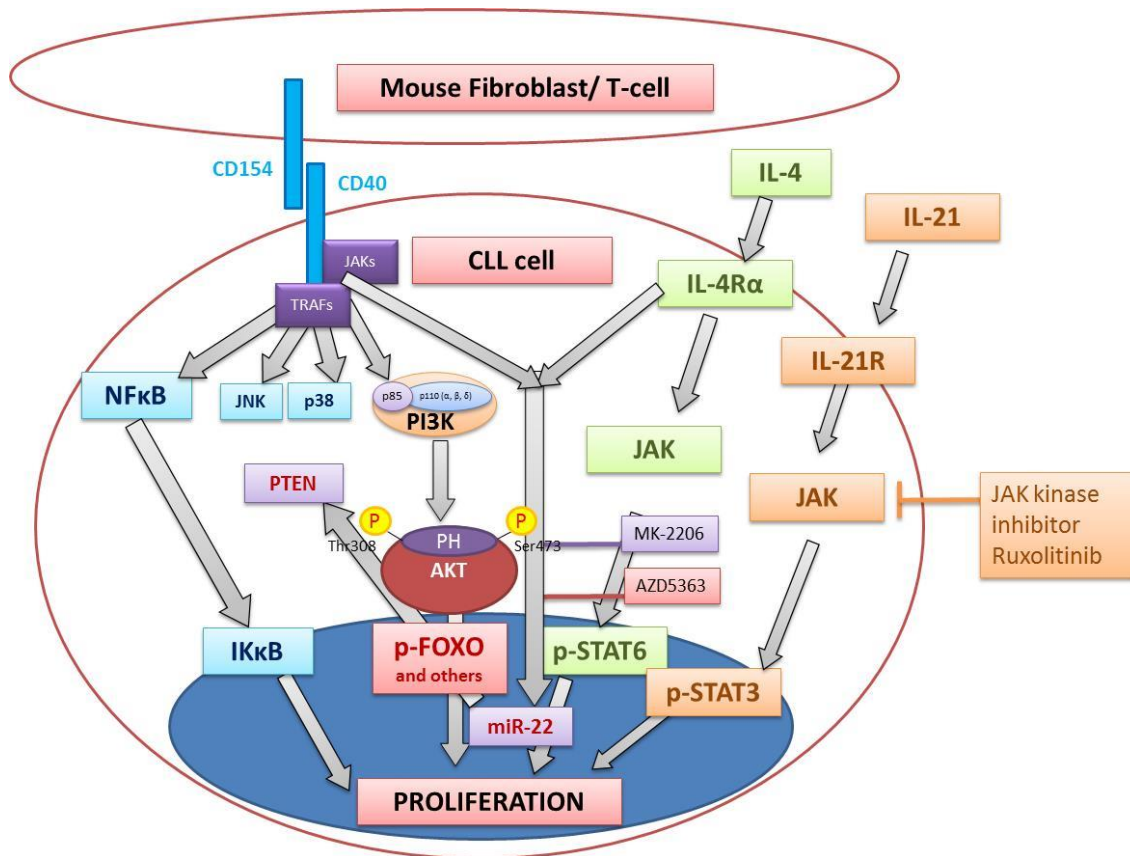 Mouse Fibroblast/ T-cell
CD154
CD40
IL-4
IL-21
JAKs
CLL cell
IL-4Rα
TRAFs
IL-21R
NFκB
JNK
p38
p85
p110 (α, β, δ)
PI3K
JAK
PTEN
JAK
JAK kinase
inhibitor
Ruxolitinib
P
P
Thr308
PH
Ser473
MK-2206
AKT
AZD5363
IKκB
p-FOXO
and others
p-STAT6
p-STAT3
miR-22
PROLIFERATION